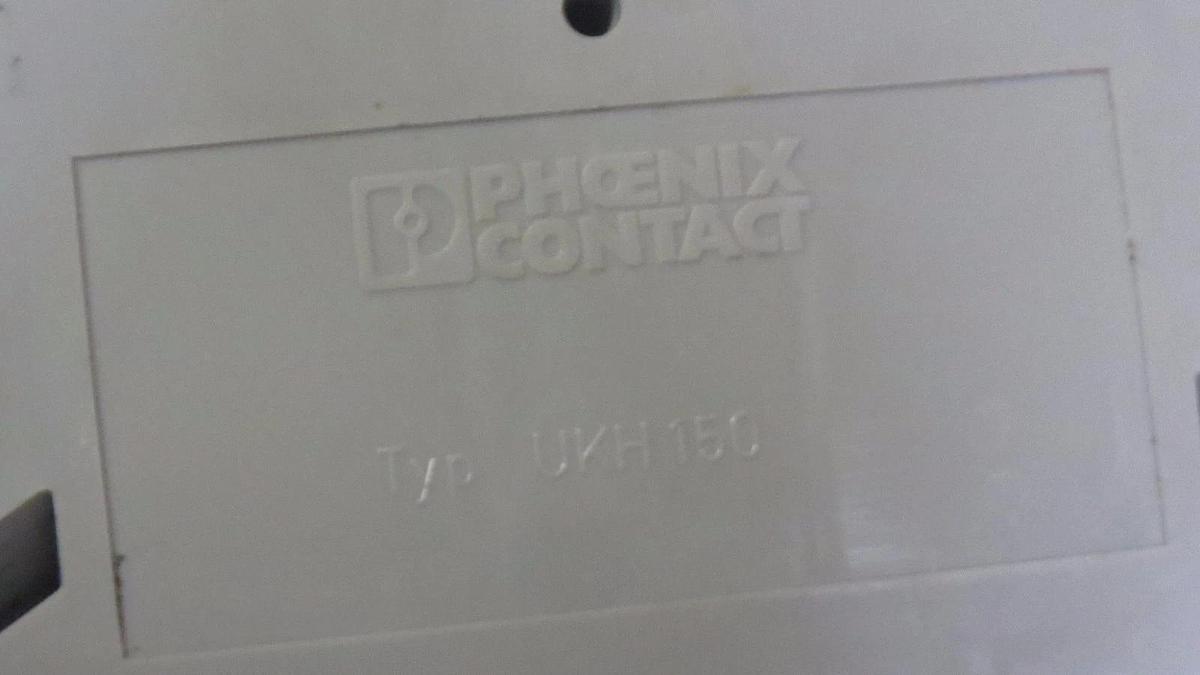 PHŒNIX
CONTACT
Typ UKH 150